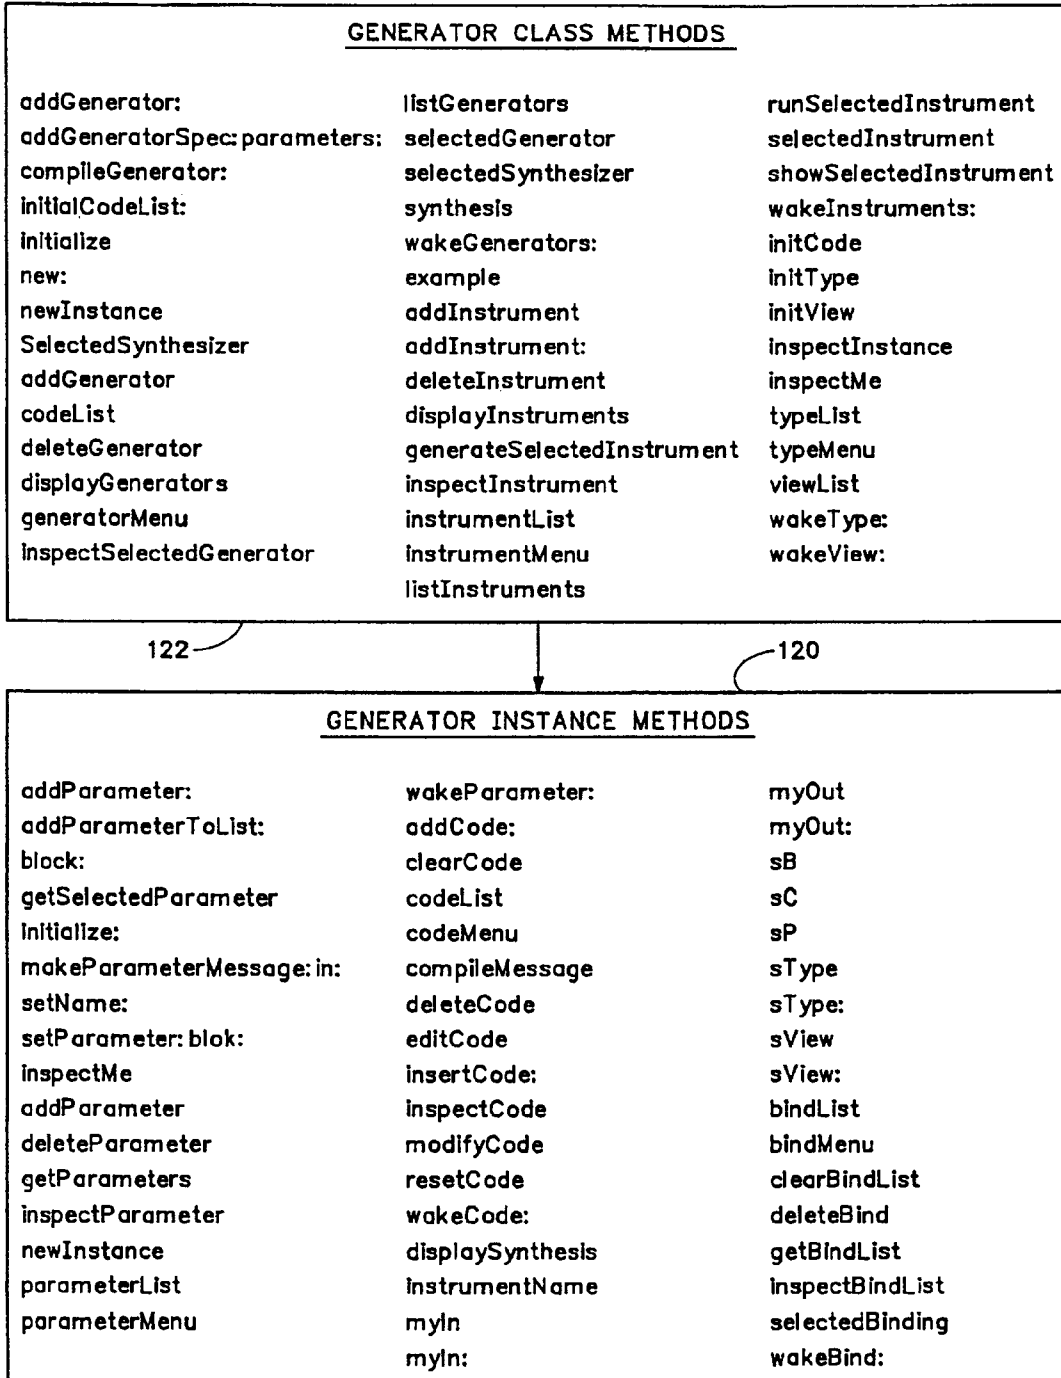 GENERATOR CLASS METHODS
addGenerator:
addGeneratorSpec: parameters:
compileGenerator:
initialCodeList:
initialize
new:
newInstance
SelectedSynthesizer
addGenerator
codeList
deleteGenerator
displayGenerators
generatorMenu
inspectSelectedGenerator
listGenerators
selectedGenerator
selectedSynthesizer
synthesis
wakeGenerators:
example
addInstrument
addInstrument:
deleteInstrument
displayInstruments
generateSelectedInstrument
inspectInstrument
instrumentList
instrumentMenu
listInstruments
runSelectedInstrument
selectedInstrument
showSelectedInstrument
wakeInstruments:
initCode
initType
initView
inspectInstance
inspectMe
typeList
typeMenu
viewList
wakeType:
wakeView:
122
120
GENERATOR INSTANCE METHODS
addParameter:
addParameterToList:
block:
getSelectedParameter
initialize:
makeParameterMessage: in:
setName:
setParameter: blok:
inspectMe
addParameter
deleteParameter
getParameters
inspectParameter
newInstance
parameterList
parameterMenu
wakeParameter:
addCode:
clearCode
codeList
codeMenu
compileMessage
deleteCode
editCode
insertCode:
inspectCode
modifyCode
resetCode
wakeCode:
displaySynthesis
instrumentName
myIn
myIn:
myOut
myOut:
sB
sC
sP
sType
sType:
sView
sView:
bindList
bindMenu
clearBindList
deleteBind
getBindList
inspectBindList
selectedBinding
wakeBind: